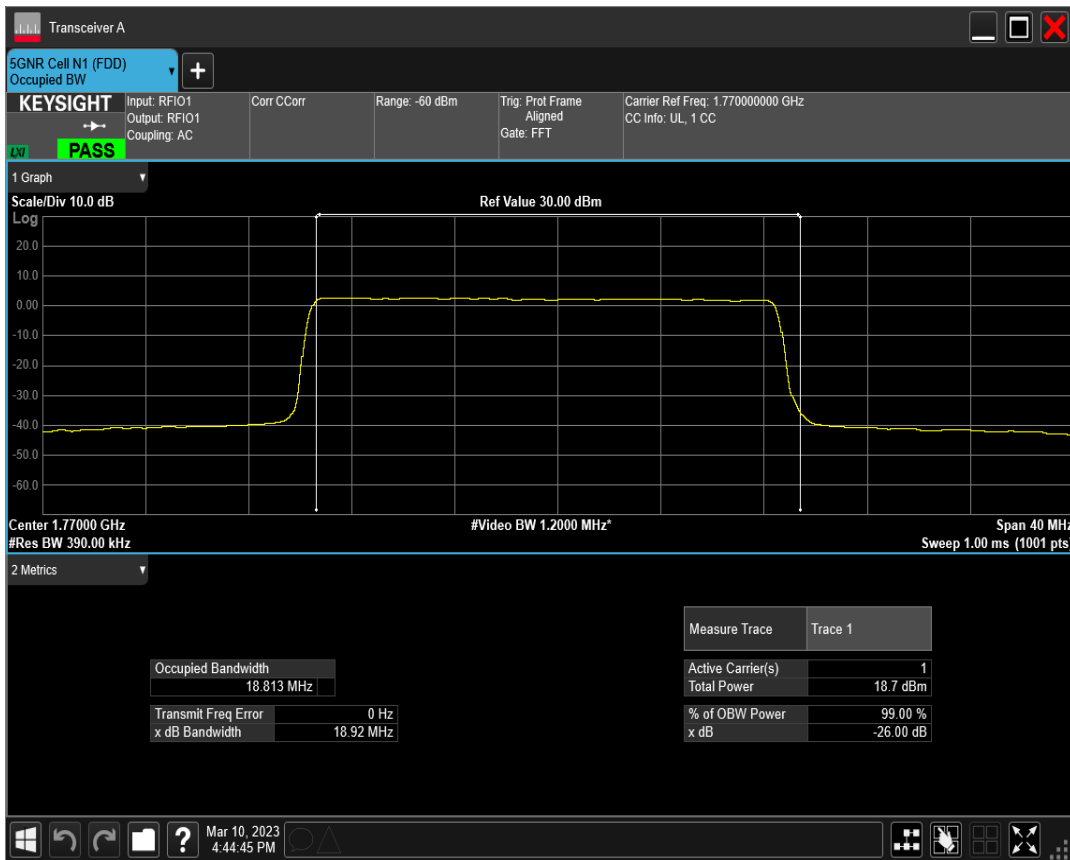 Transceiver A
5GNR Cell N1 (FDD)
Occupied BW
KEYSIGHT
LXI
PASS
Input: RFIO1
Output: RFIO1
Coupling: AC
Corr CCorr
Range: -60 dBm
Trig: Prot Frame
Aligned
Gate: FFT
Carrier Ref Freq: 1.770000000 GHz
CC Info: UL, 1 CC
1 Graph
Scale/Div 10.0 dB
Ref Value 30.00 dBm
Log
20.0
10.0
0.00
-10.0
-20.0
-30.0
-40.0
-50.0
-60.0
Center 1.77000 GHz
#Video BW 1.2000 MHz*
Span 40 MHz
#Res BW 390.00 kHz
Sweep 1.00 ms (1001 pts)
2 Metrics
Measure Trace Trace 1
Occupied Bandwidth
18.813 MHz
Active Carrier(s) 1
Total Power 18.7 dBm
Transmit Freq Error 0 Hz
x dB Bandwidth 18.92 MHz
% of OBW Power 99.00 %
x dB -26.00 dB
?
Mar 10, 2023
4:44:45 PM